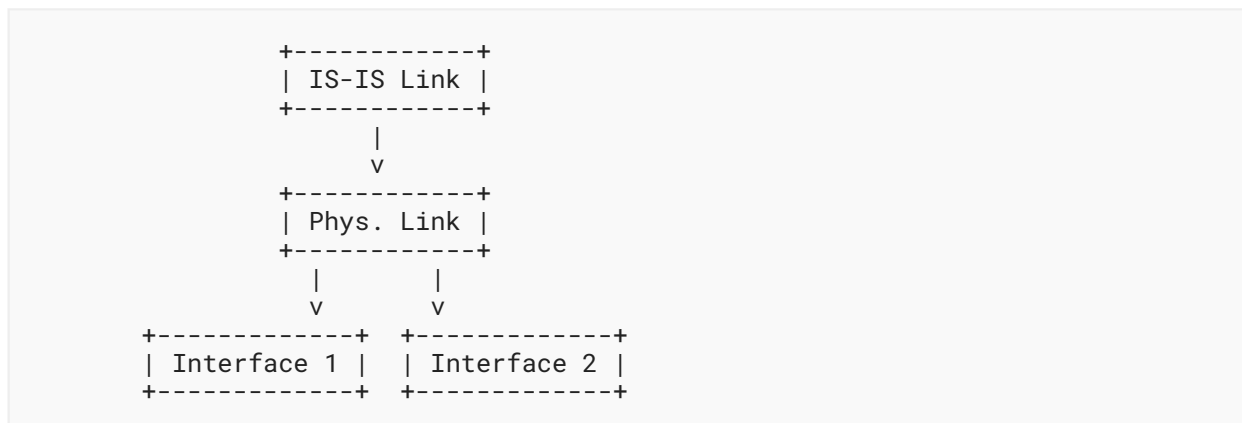 +------------+
| IS-IS Link |
+------------+
|
v
+------------+
| Phys. Link |
+------------+
| |
v v
+-------------+ +-------------+
| Interface 1 | | Interface 2 |
+-------------+ +-------------+